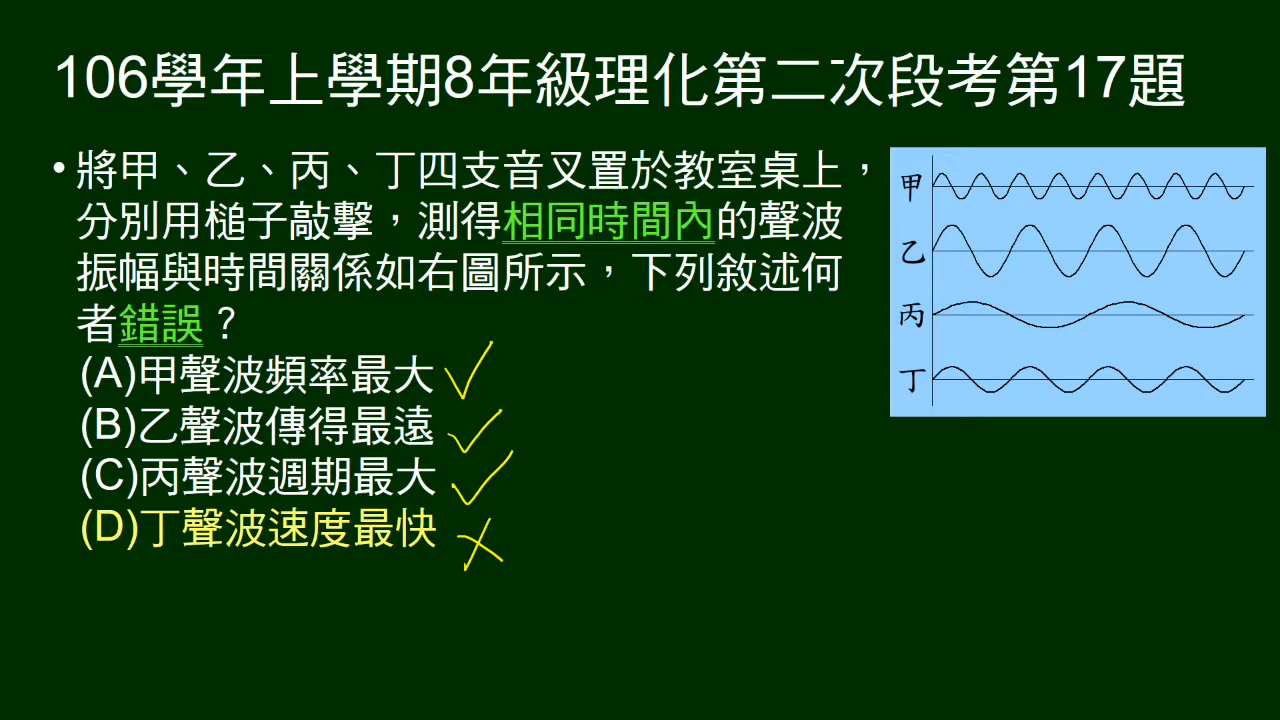 106學年上學期8年級理化第二次段考第17題
•將甲、乙、丙、丁四支音叉置於教室桌上，
分別用槌子敲擊，測得相同時間內的聲波
振幅與時間關係如右圖所示，下列敘述何
者錯誤？
(A)甲聲波頻率最大
(B)乙聲波傳得最遠
(C)丙聲波週期最大
(D)丁聲波速度最快
甲
乙
丙
丁